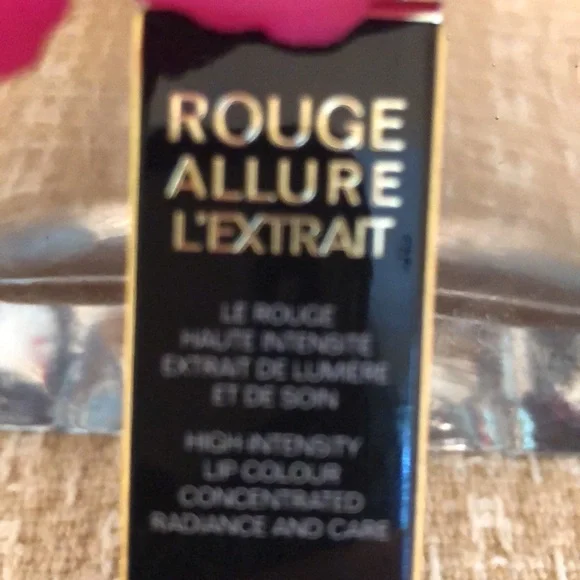 ROUGE
ALLURE
L'EXTRAIT
LE ROUGE
HAUTE INTENSITE
EXTRAIT DE LUMIERE
ET DE SOIN
HIGH INTENSITY
LIP COLOUR
CONCENTRATED
RADIANCE AND CARE